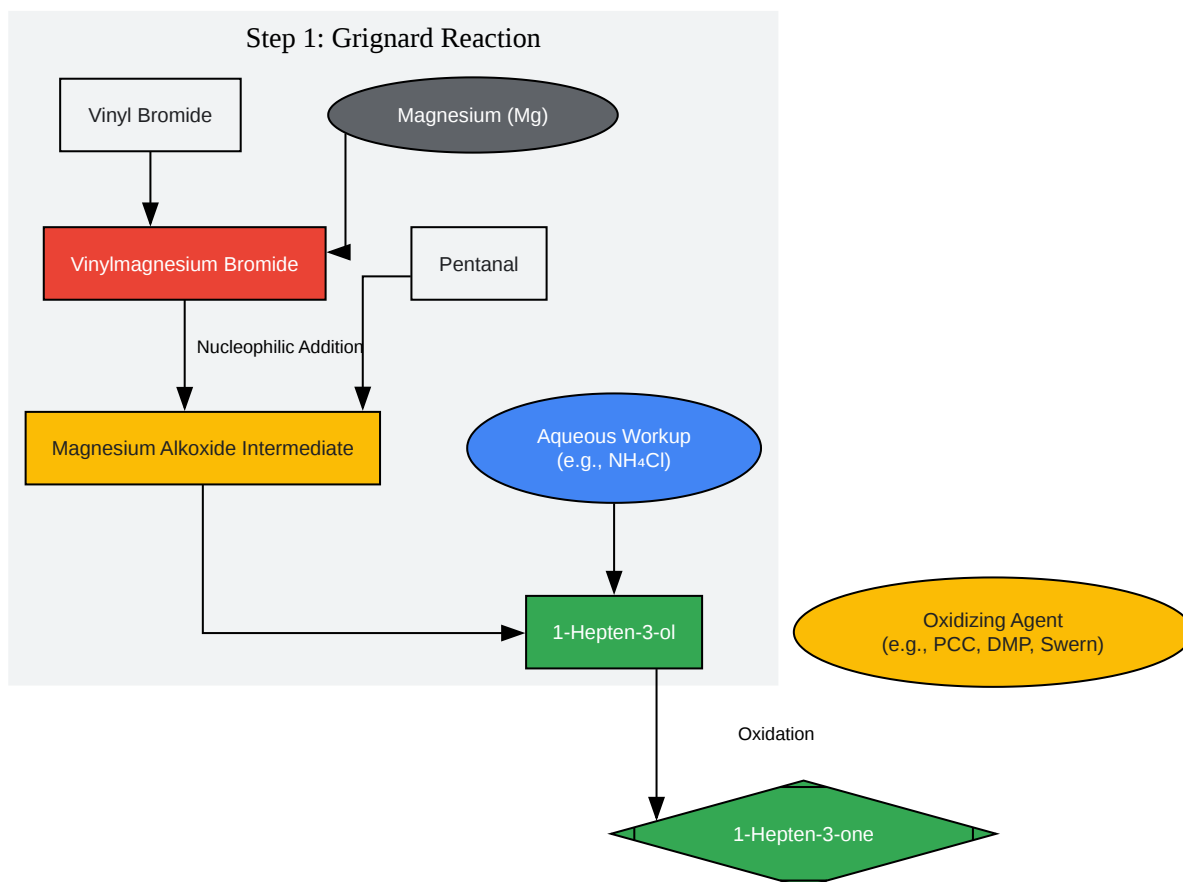 Step 1: Grignard Reaction
Vinyl Bromide
Magnesium (Mg)
Vinylmagnesium Bromide
Pentanal
Nucleophilic Addition
Magnesium Alkoxide Intermediate
Aqueous Workup
(e.g., NH₄Cl)
1-Hepten-3-ol
Oxidizing Agent
(e.g., PCC, DMP, Swern)
Oxidation
1-Hepten-3-one